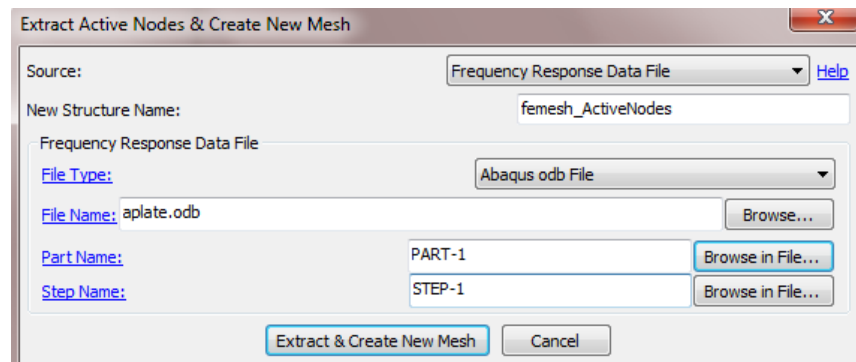 Extract Active Nodes & Create New Mesh
Source: Frequency Response Data File Help
New Structure Name: femesh_ActiveNodes
Frequency Response Data File
File Type: Abaqus odb File
File Name: aplate.odb Browse...
Part Name: PART-1 Browse in File...
Step Name: STEP-1 Browse in File...
Extract & Create New Mesh Cancel